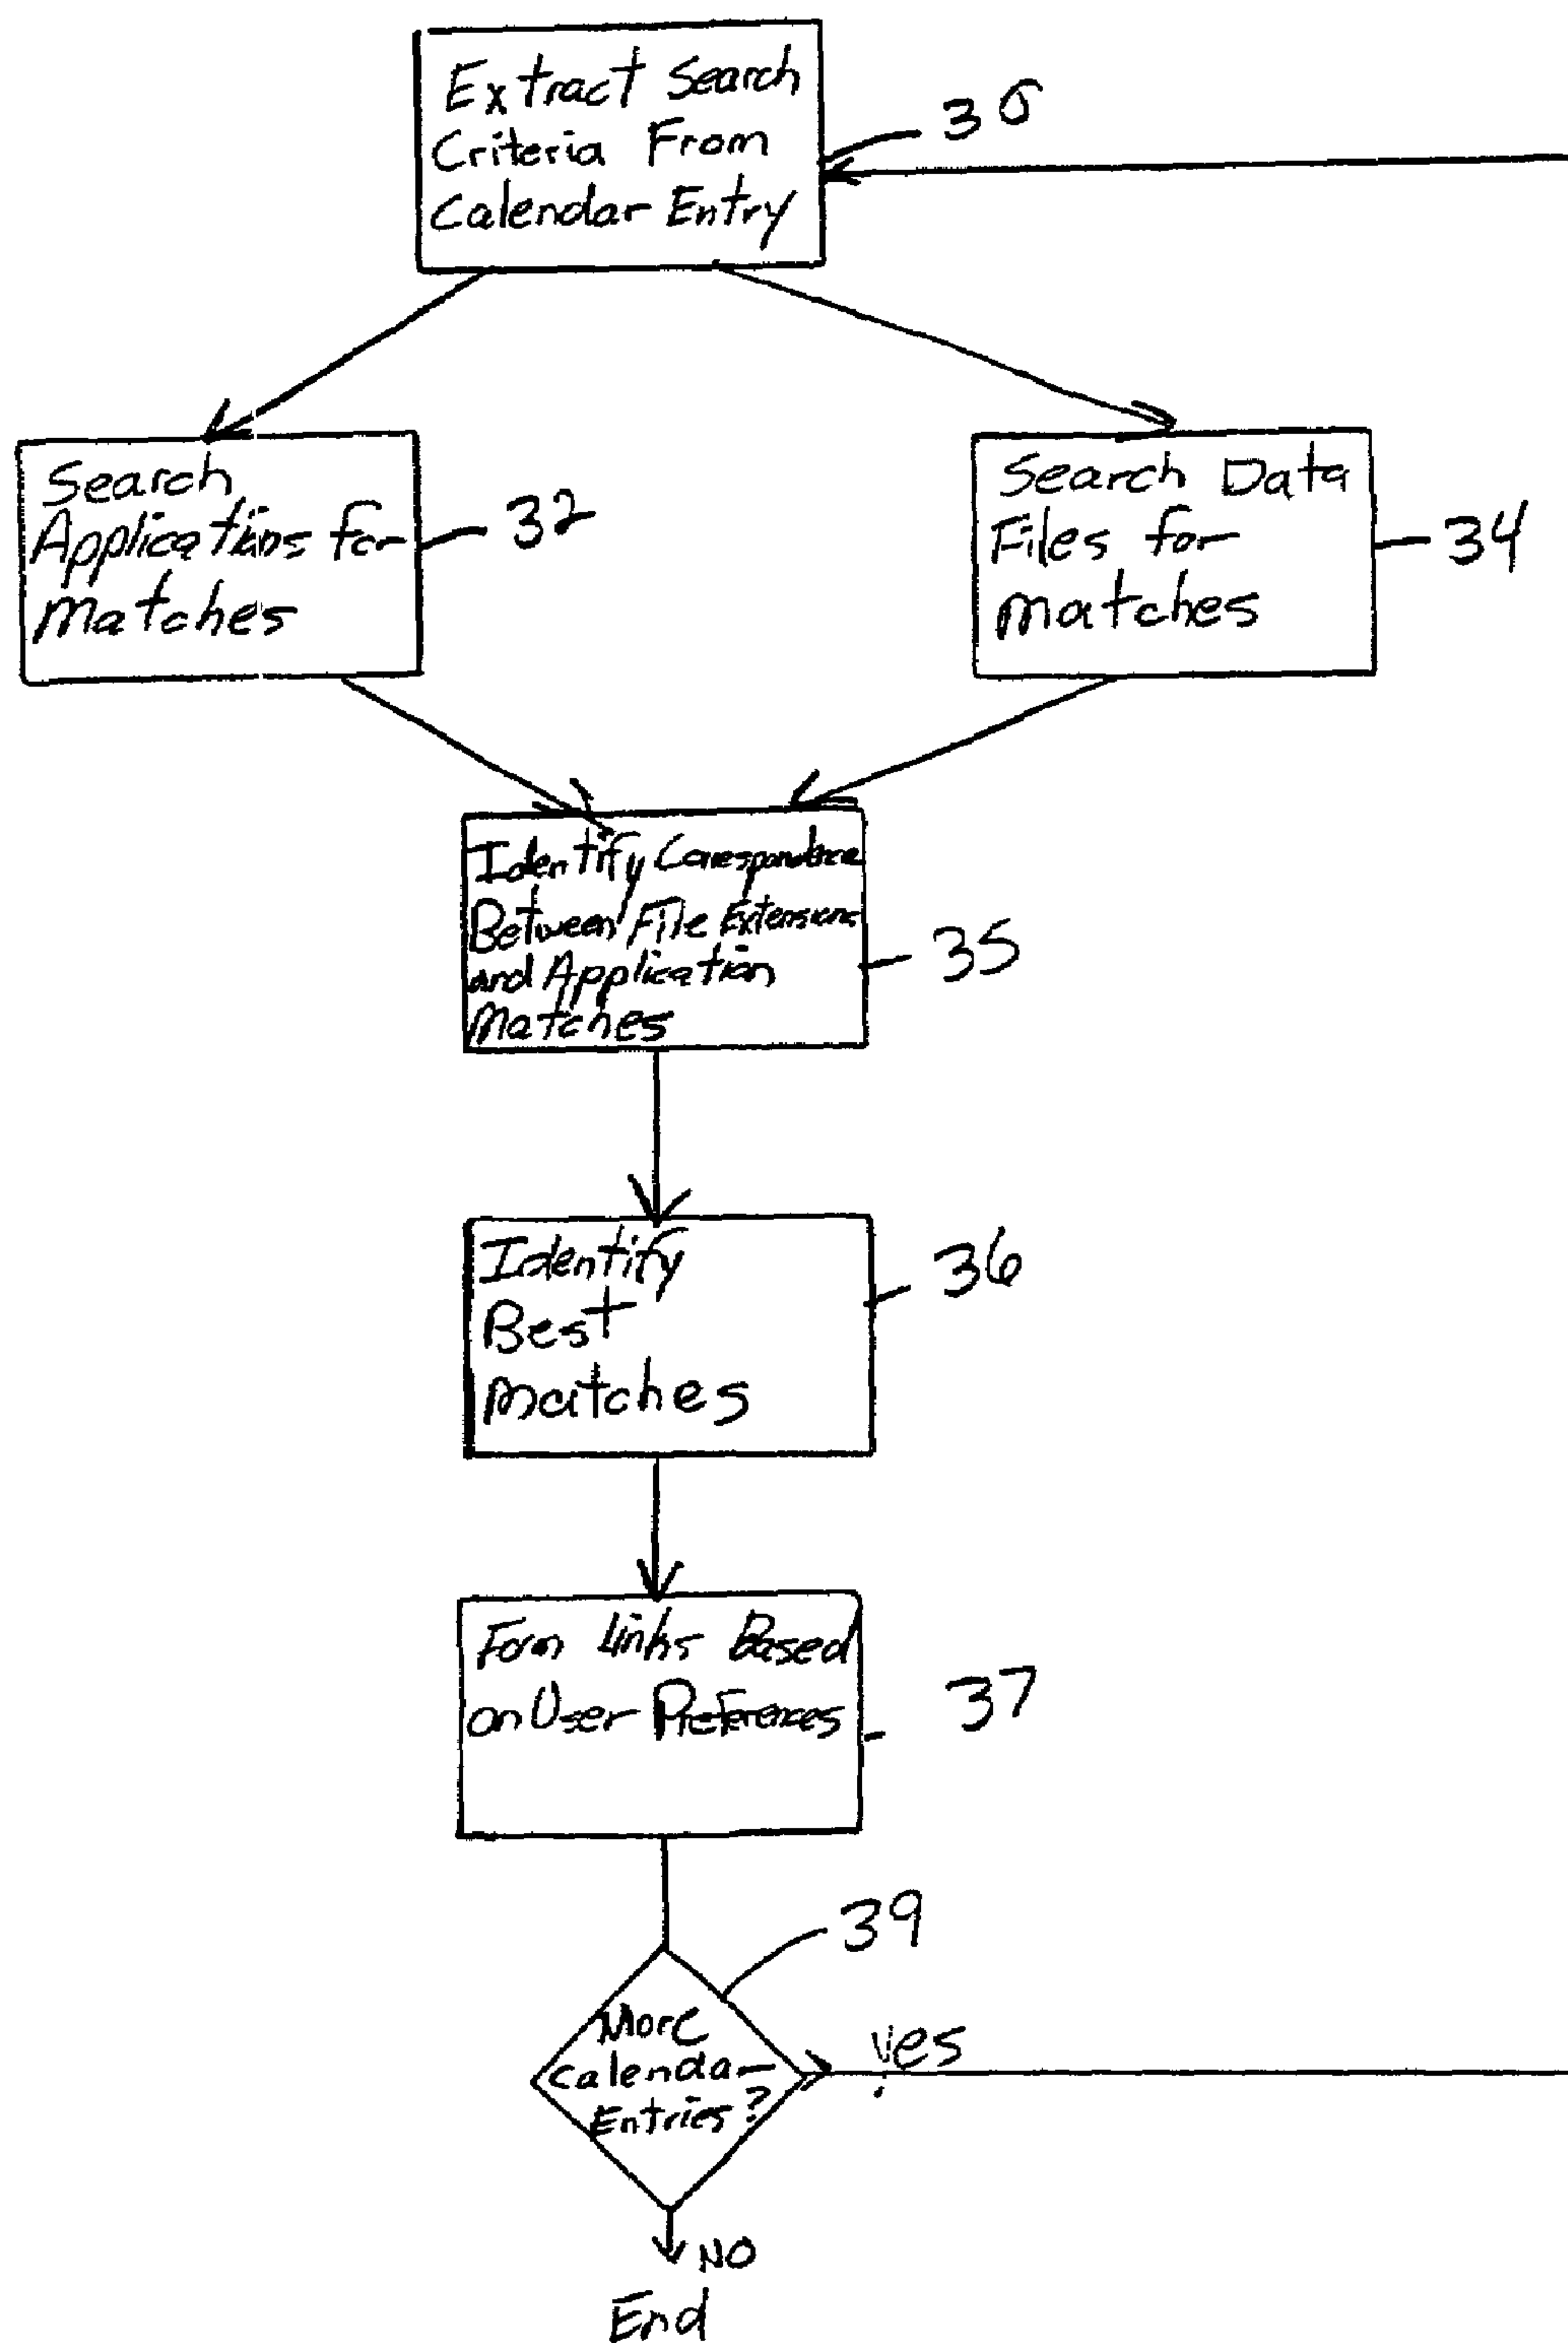 Extract Search
Criteria From
Calendar Entry
30
Search
Applications for
Matches
32
Search Data
Files for
Matches
34
Identify Correspondence
Between File Extensions
and Application
Matches
35
Identify
Best
Matches
36
Form Links Based
on User Preferences
37
39
More
Calendar
Entries?
yes
NO
End